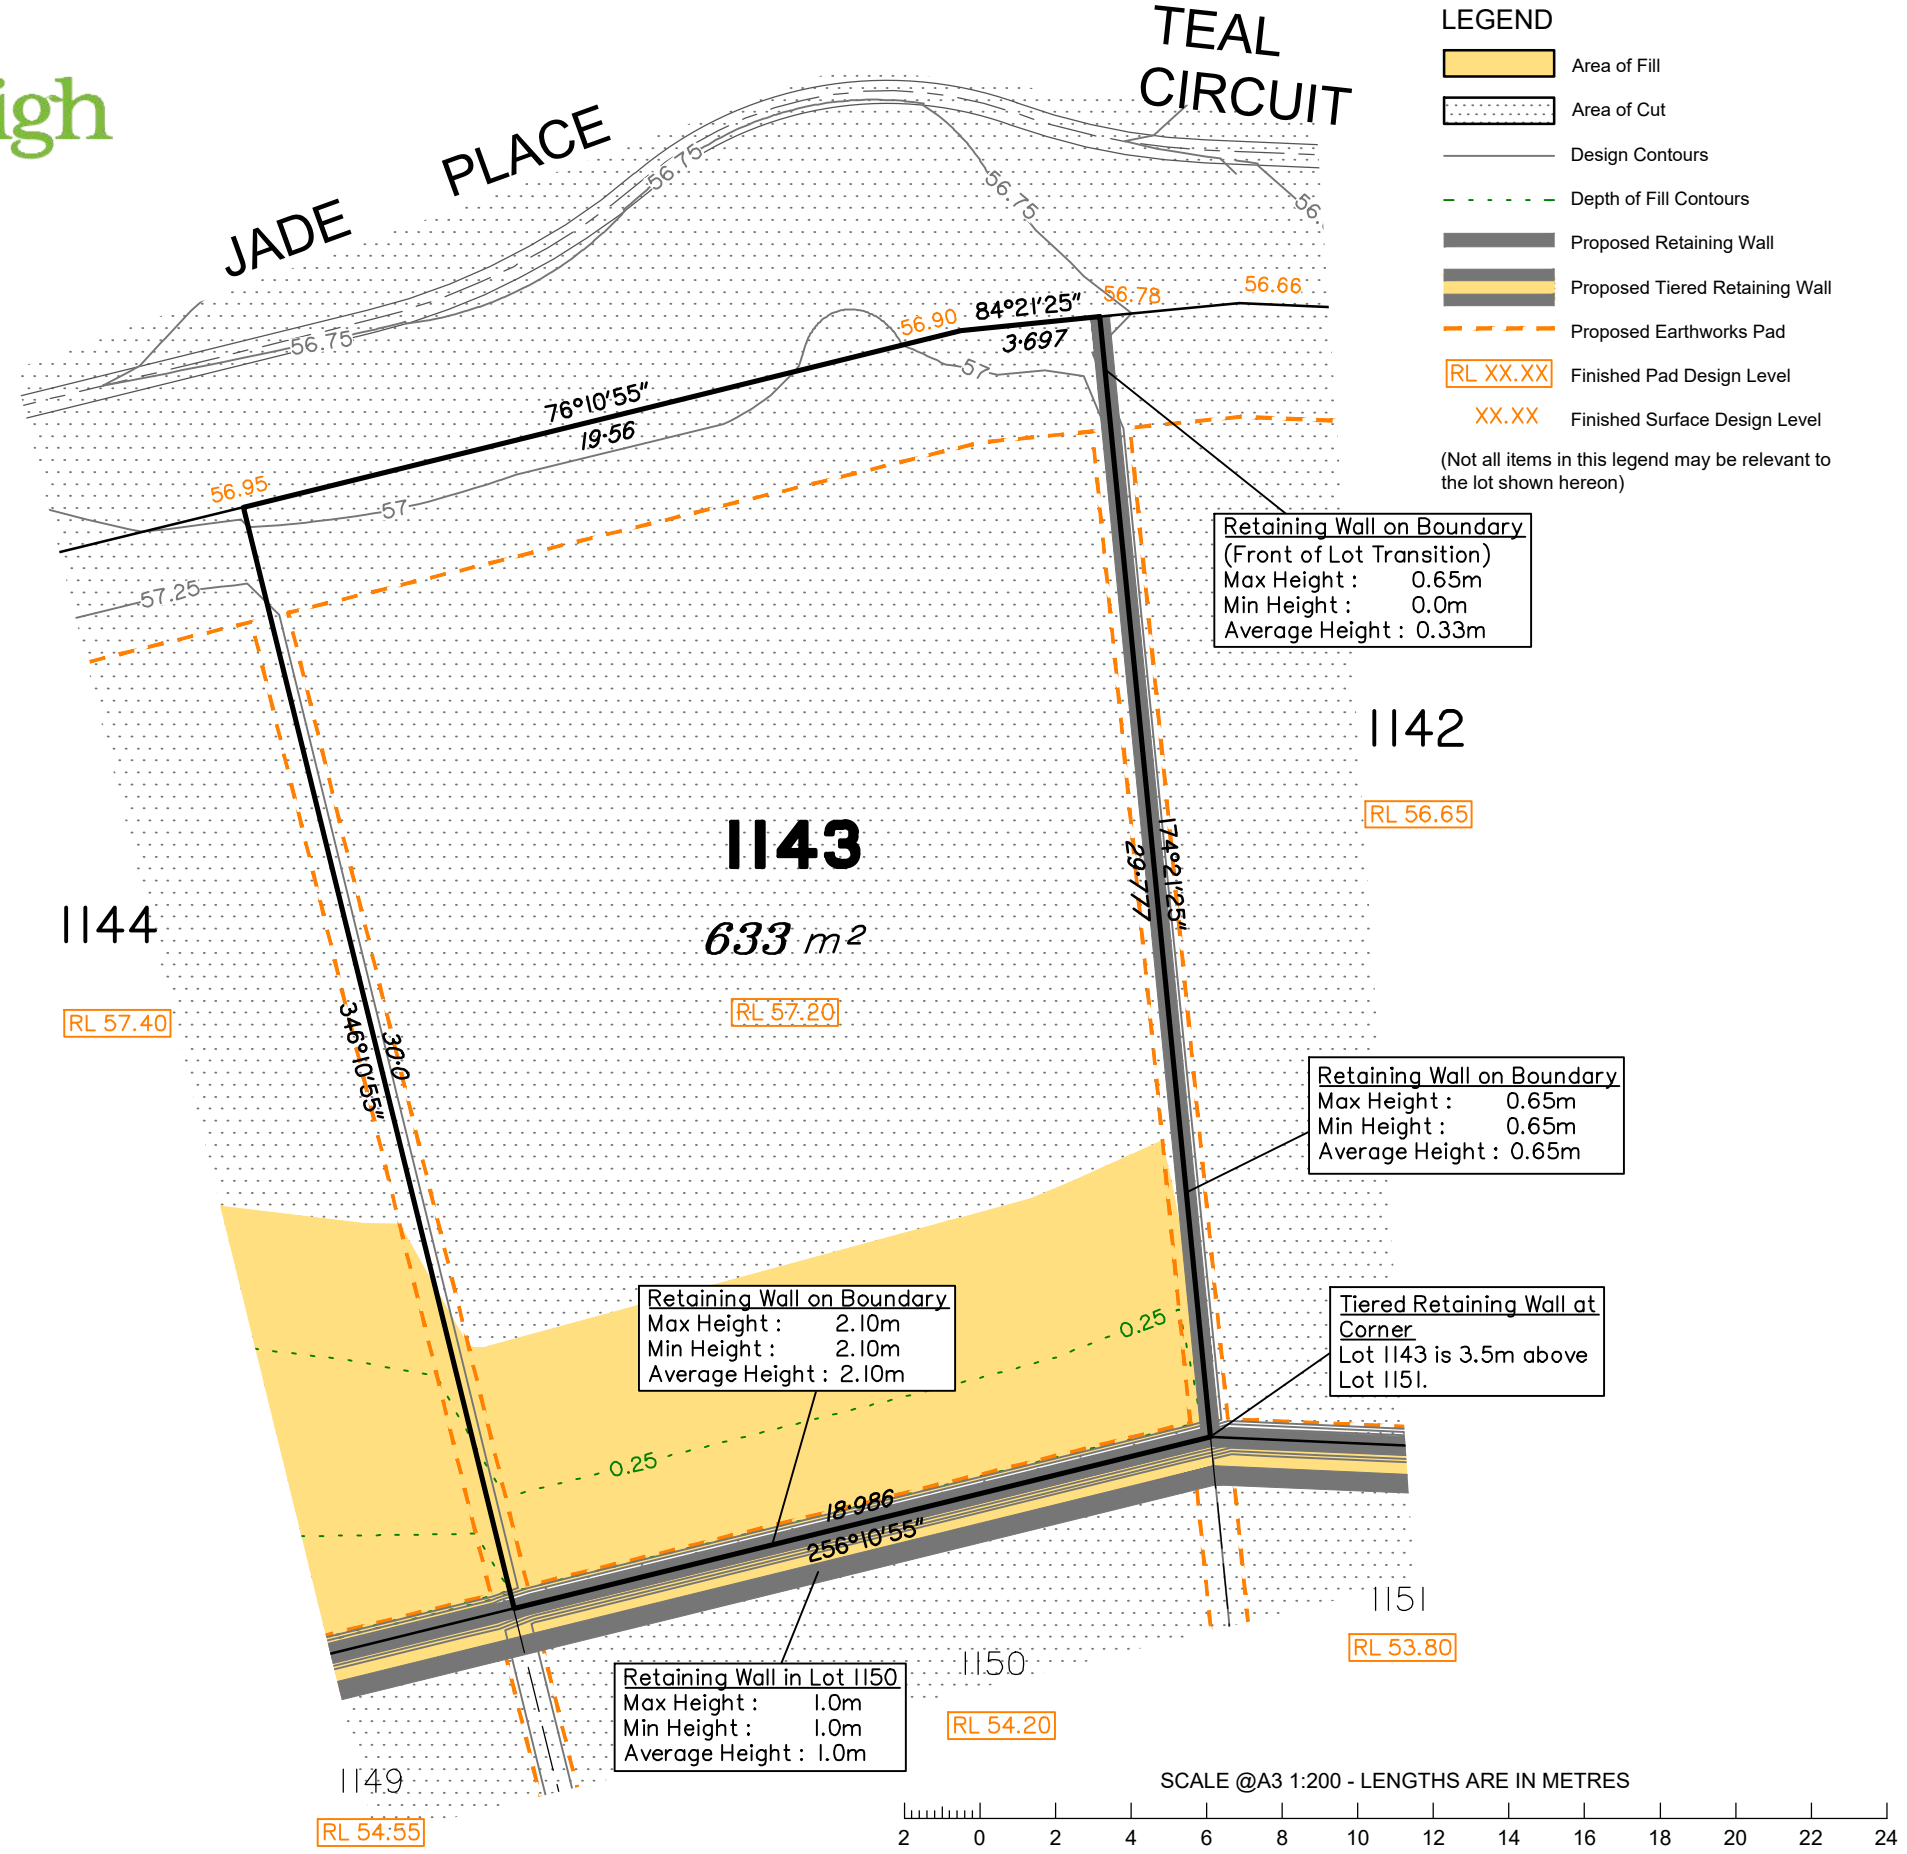 igh
TEAL
CIRCUIT
JADE PLACE
LEGEND
Area of Fill
Area of Cut
Design Contours
Depth of Fill Contours
Proposed Retaining Wall
Proposed Tiered Retaining Wall
Proposed Earthworks Pad
RL XX.XX Finished Pad Design Level
XX.XX Finished Surface Design Level
(Not all items in this legend may be relevant to
the lot shown hereon)
56.75
56.75
56.
56.75
56.95
76°10'55"
19·56
56.90
84°21'25"
3·697
56.78
56.66
57
57
57.25
Retaining Wall on Boundary
(Front of Lot Transition)
Max Height : 0.65m
Min Height : 0.0m
Average Height : 0.33m
1142
RL 56.65
1143
633 m²
RL 57.20
1144
RL 57.40
346°10'55"
30·0
174°21'25"
29·777
Retaining Wall on Boundary
Max Height : 0.65m
Min Height : 0.65m
Average Height : 0.65m
Retaining Wall on Boundary
Max Height : 2.10m
Min Height : 2.10m
Average Height : 2.10m
Tiered Retaining Wall at
Corner
Lot 1143 is 3.5m above
Lot 1151.
0.25
0.25
18·986
256°10'55"
Retaining Wall in Lot 1150
Max Height : 1.0m
Min Height : 1.0m
Average Height : 1.0m
1151
RL 53.80
1150
RL 54.20
1149
RL 54.55
SCALE @A3 1:200 - LENGTHS ARE IN METRES
2 0 2 4 6 8 10 12 14 16 18 20 22 24